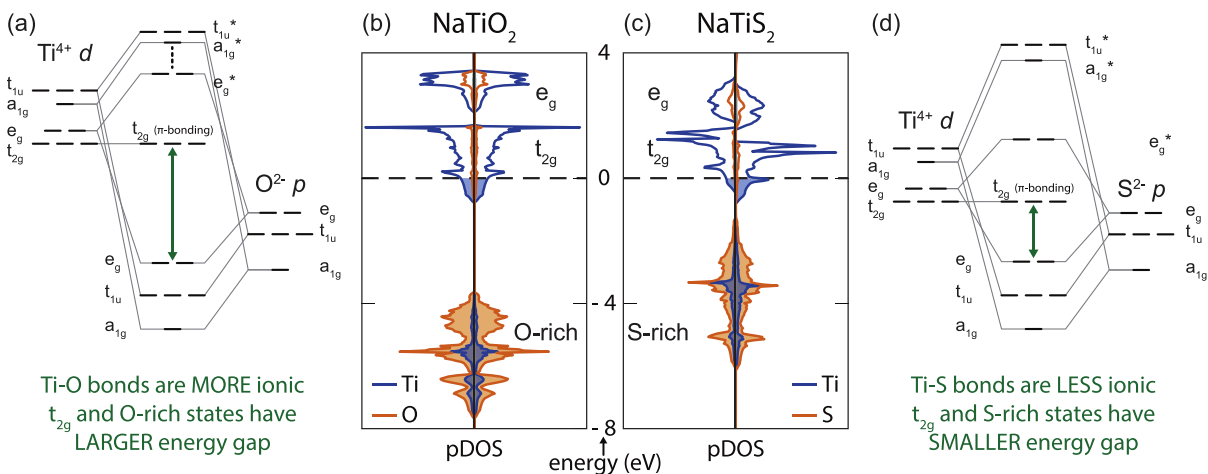 (a)
Ti4+ d
t1u
a1g
eg
t2g
t1u*
a1g*
eg*
t2g (π-bonding)
O2- p
eg
t1u
a1g
eg
t1u
a1g
Ti-O bonds are MORE ionic
t2g and O-rich states have
LARGER energy gap
(b)
NaTiO2
eg
t2g
O-rich
Ti
O
pDOS
4
0
- 4
- 8
energy (eV)
(c)
NaTiS2
eg
t2g
S-rich
Ti
S
pDOS
(d)
Ti4+ d
t1u
a1g
eg
t2g
t1u*
a1g*
eg*
t2g (π-bonding)
S2- p
eg
t1u
a1g
eg
t1u
a1g
Ti-S bonds are LESS ionic
t2g and S-rich states have
SMALLER energy gap